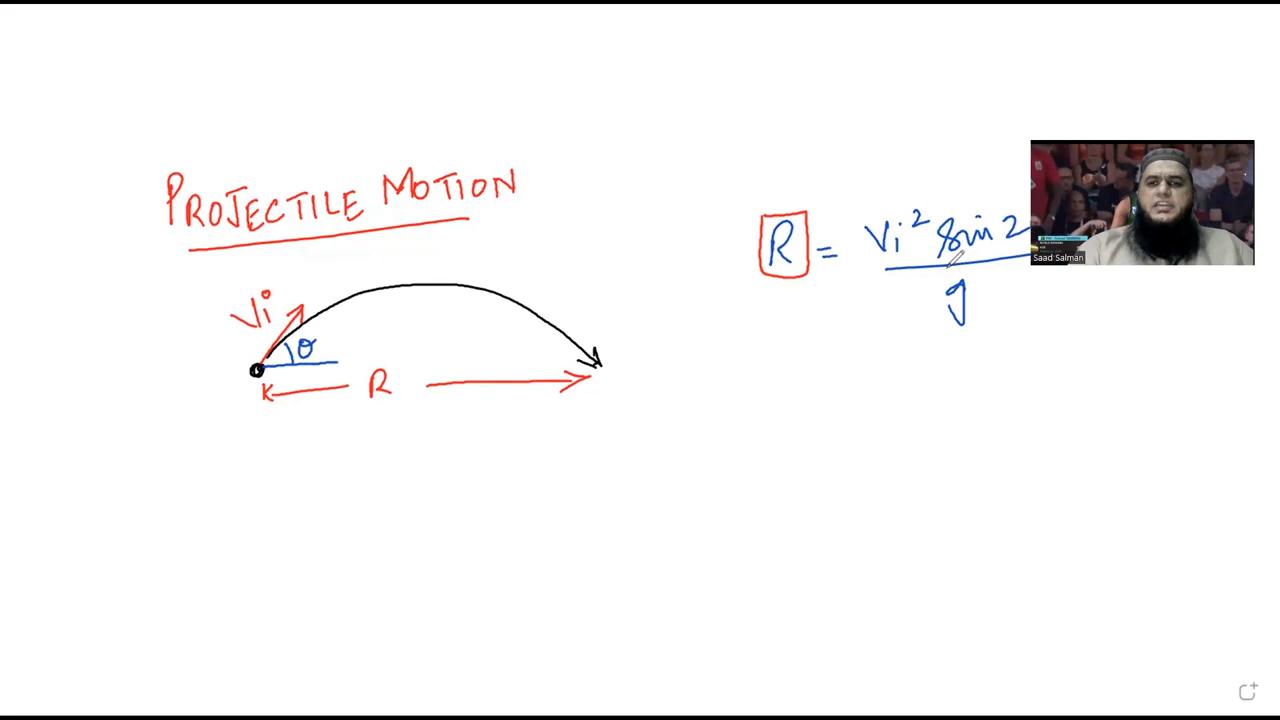 PROJECTILE MOTION
R = Vi² sin 2
g
Vi
θ
R
Saad Salman